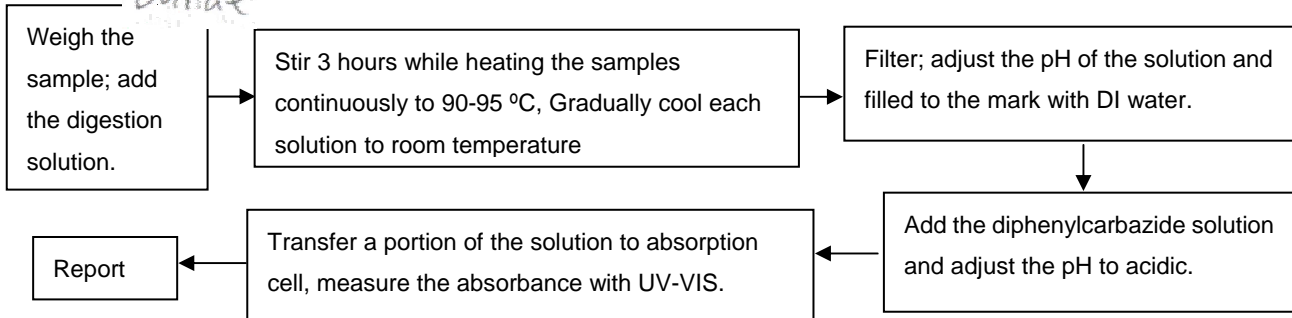 Weigh the
sample; add
the digestion
solution.
Stir 3 hours while heating the samples
continuously to 90-95 ºC, Gradually cool each
solution to room temperature
Filter; adjust the pH of the solution and
filled to the mark with DI water.
Add the diphenylcarbazide solution
and adjust the pH to acidic.
Transfer a portion of the solution to absorption
cell, measure the absorbance with UV-VIS.
Report